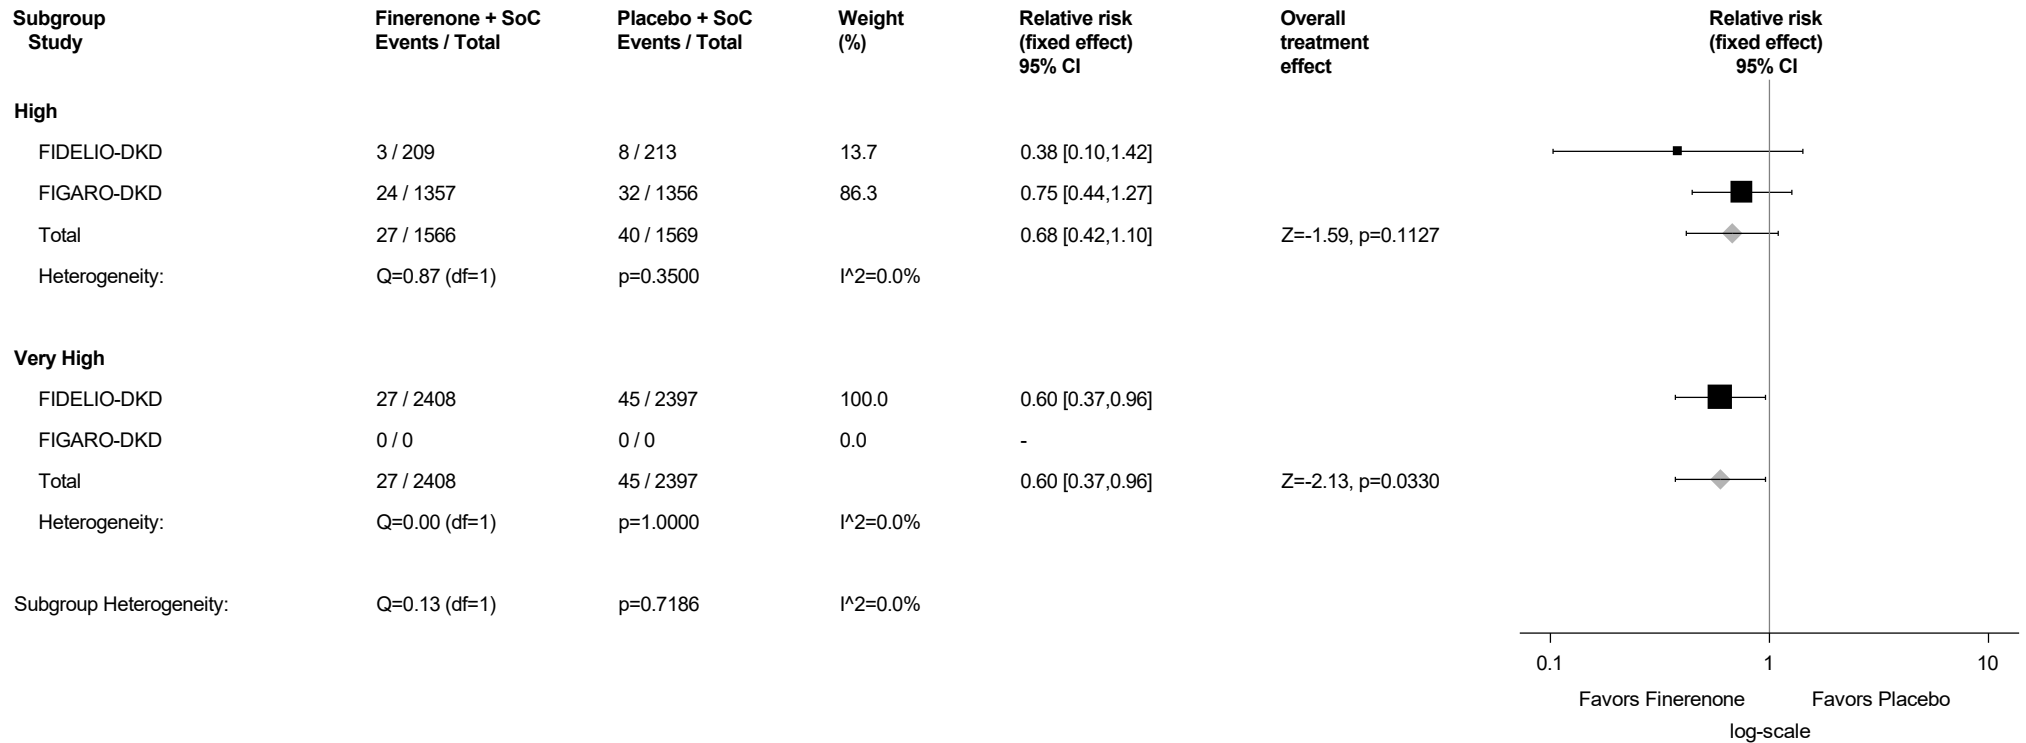 Subgroup Finerenone + SoC Placebo + SoC Weight Relative risk Overall Relative risk
Study Events / Total Events / Total (%) (fixed effect) treatment (fixed effect)
95% CI effect 95% CI
High
FIDELIO-DKD 3 / 209 8 / 213 13.7 0.38 [0.10,1.42]
FIGARO-DKD 24 / 1357 32 / 1356 86.3 0.75 [0.44,1.27]
Total 27 / 1566 40 / 1569 0.68 [0.42,1.10] Z=-1.59, p=0.1127
Heterogeneity: Q=0.87 (df=1) p=0.3500 I^2=0.0%
Very High
FIDELIO-DKD 27 / 2408 45 / 2397 100.0 0.60 [0.37,0.96]
FIGARO-DKD 0 / 0 0 / 0 0.0 -
Total 27 / 2408 45 / 2397 0.60 [0.37,0.96] Z=-2.13, p=0.0330
Heterogeneity: Q=0.00 (df=1) p=1.0000 I^2=0.0%
Subgroup Heterogeneity: Q=0.13 (df=1) p=0.7186 I^2=0.0%
0.1 1 10
Favors Finerenone Favors Placebo
log-scale